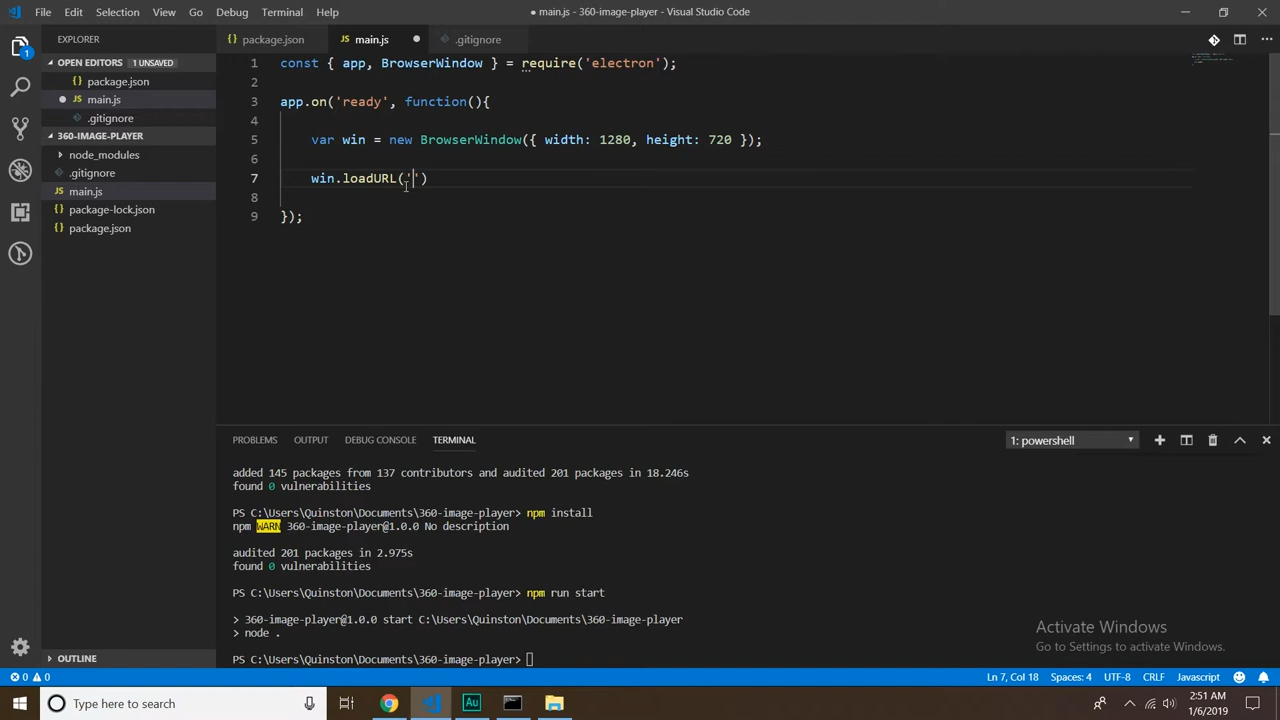 File Edit Selection View Go Debug Terminal Help
● main.js - 360-image-player - Visual Studio Code
EXPLORER
OPEN EDITORS 1 UNSAVED
{} package.json
JS main.js
.gitignore
360-IMAGE-PLAYER
node_modules
.gitignore
JS main.js
{} package-lock.json
{} package.json
OUTLINE
{} package.json JS main.js ● .gitignore
1 const { app, BrowserWindow } = require('electron');
2
3 app.on('ready', function(){
4
5 var win = new BrowserWindow({ width: 1280, height: 720 });
6
7 win.loadURL('')
8
9 });
PROBLEMS OUTPUT DEBUG CONSOLE TERMINAL
1: powershell
added 145 packages from 137 contributors and audited 201 packages in 18.246s
found 0 vulnerabilities
PS C:\Users\Quinston\Documents\360-image-player> npm install
npm WARN 360-image-player@1.0.0 No description
audited 201 packages in 2.975s
found 0 vulnerabilities
PS C:\Users\Quinston\Documents\360-image-player> npm run start
> 360-image-player@1.0.0 start C:\Users\Quinston\Documents\360-image-player
> node .
PS C:\Users\Quinston\Documents\360-image-player>
Activate Windows
Go to Settings to activate Windows.
0 0
Ln 7, Col 18 Spaces: 4 UTF-8 CRLF Javascript
1
Type here to search
Au
2:51 AM
1/6/2019